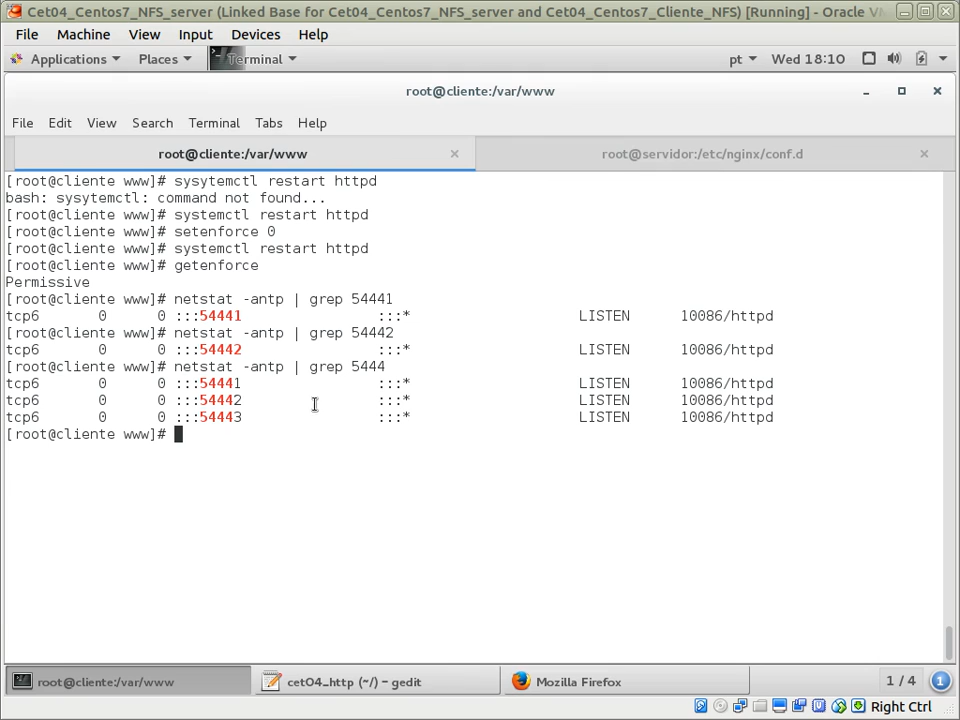 Cet04_Centos7_NFS_server (Linked Base for Cet04_Centos7_NFS_server and Cet04_Centos7_Cliente_NFS) [Running] - Oracle
File Machine View Input Devices Help
Applications Places Terminal pt Wed 18:10
root@cliente:/var/www
File Edit View Search Terminal Tabs Help
root@cliente:/var/www root@servidor:/etc/nginx/conf.d
[root@cliente www]# sysytemctl restart httpd
bash: sysytemctl: command not found...
[root@cliente www]# systemctl restart httpd
[root@cliente www]# setenforce 0
[root@cliente www]# systemctl restart httpd
[root@cliente www]# getenforce
Permissive
[root@cliente www]# netstat -antp | grep 54441
tcp6 0 0 :::54441 :::* LISTEN 10086/httpd
[root@cliente www]# netstat -antp | grep 54442
tcp6 0 0 :::54442 :::* LISTEN 10086/httpd
[root@cliente www]# netstat -antp | grep 5444
tcp6 0 0 :::54441 :::* LISTEN 10086/httpd
tcp6 0 0 :::54442 :::* LISTEN 10086/httpd
tcp6 0 0 :::54443 :::* LISTEN 10086/httpd
[root@cliente www]#
root@cliente:/var/www cet04_http (~/) - gedit Mozilla Firefox 1 / 4 1
Right Ctrl